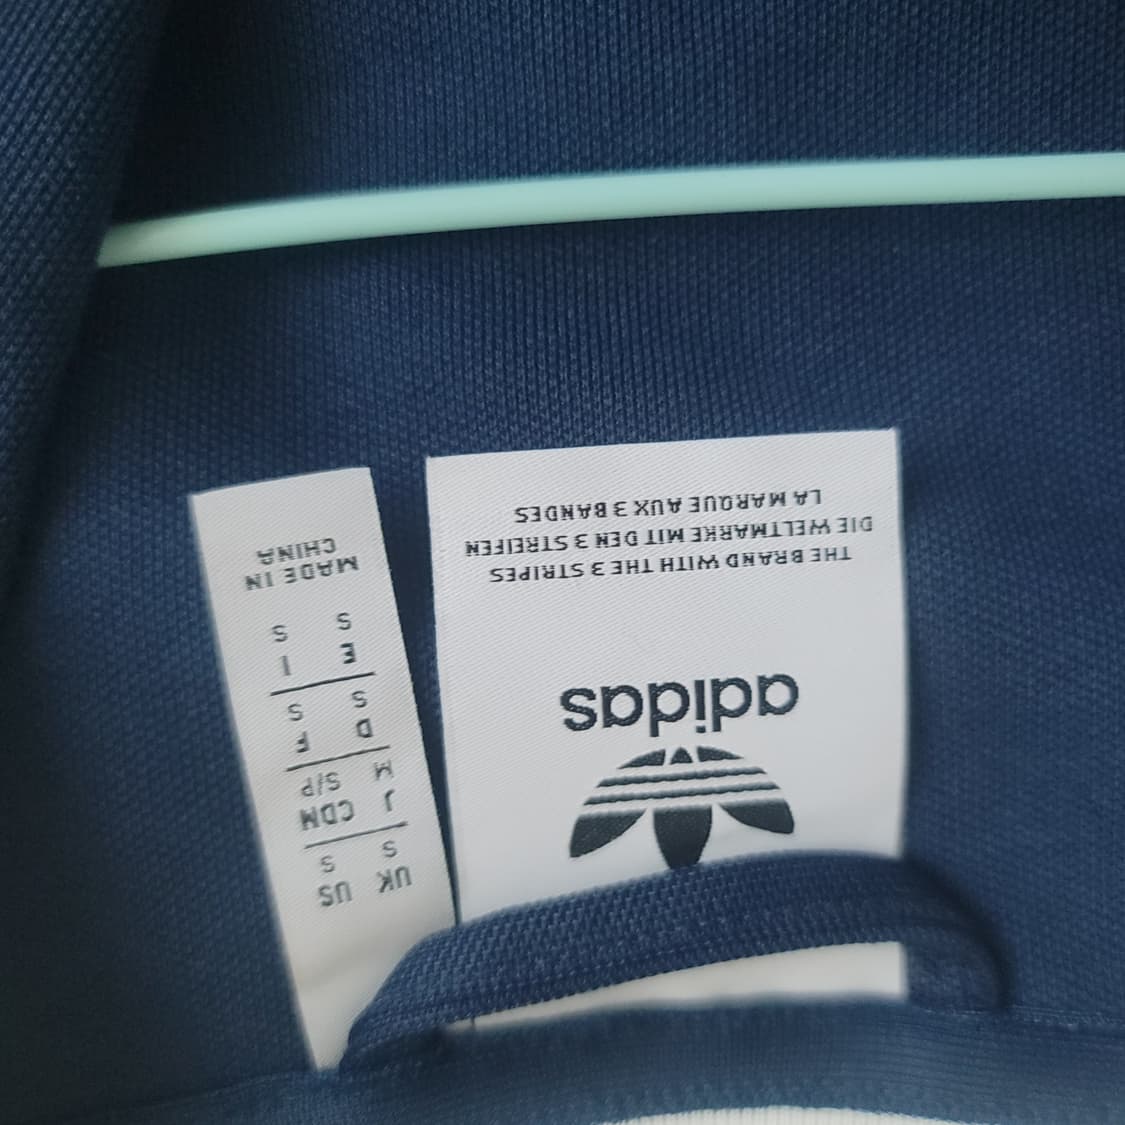 adidas
THE BRAND WITH THE 3 STRIPES
DIE WELTMARKE MIT DEN 3 STREIFEN
LA MARQUE AUX 3 BANDES
UK US
S S
J CDM
M S/P
D F
S S
E I
S S
MADE IN
CHINA